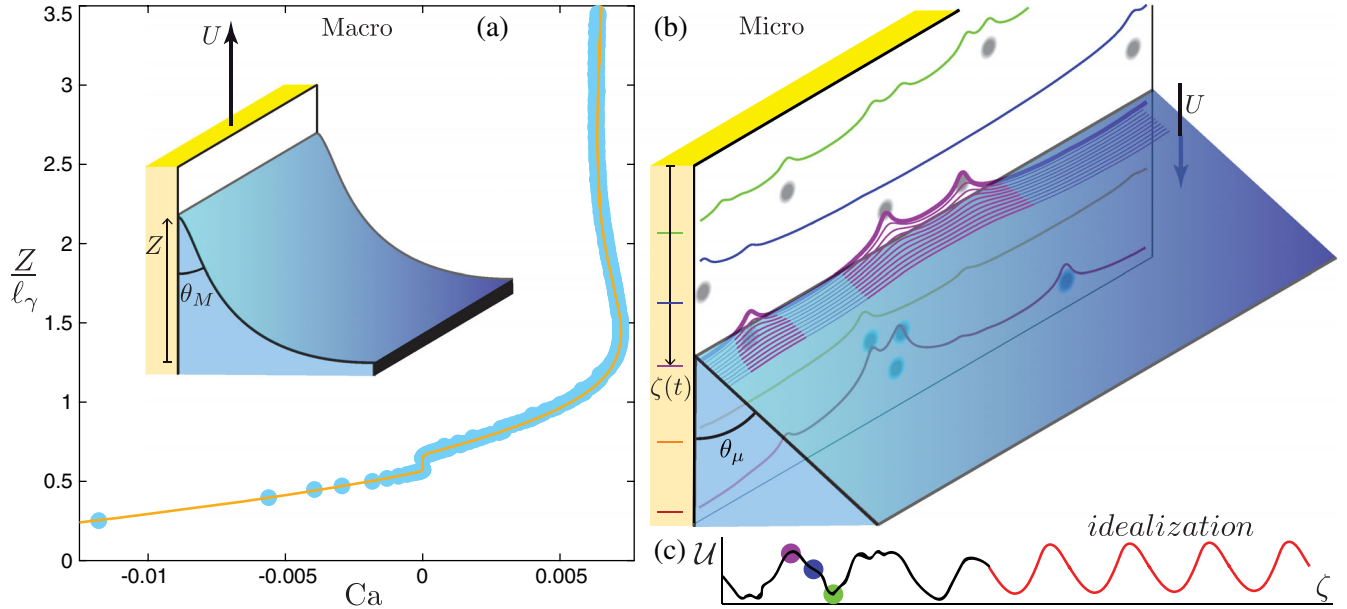 3.5
3
2.5
2
1.5
1
0.5
0
Z
ℓγ
-0.01
-0.005
0
0.005
Ca
U
Macro
(a)
Z
θM
(b)
Micro
U
ζ(t)
θμ
(c)
𝒰
idealization
ζ